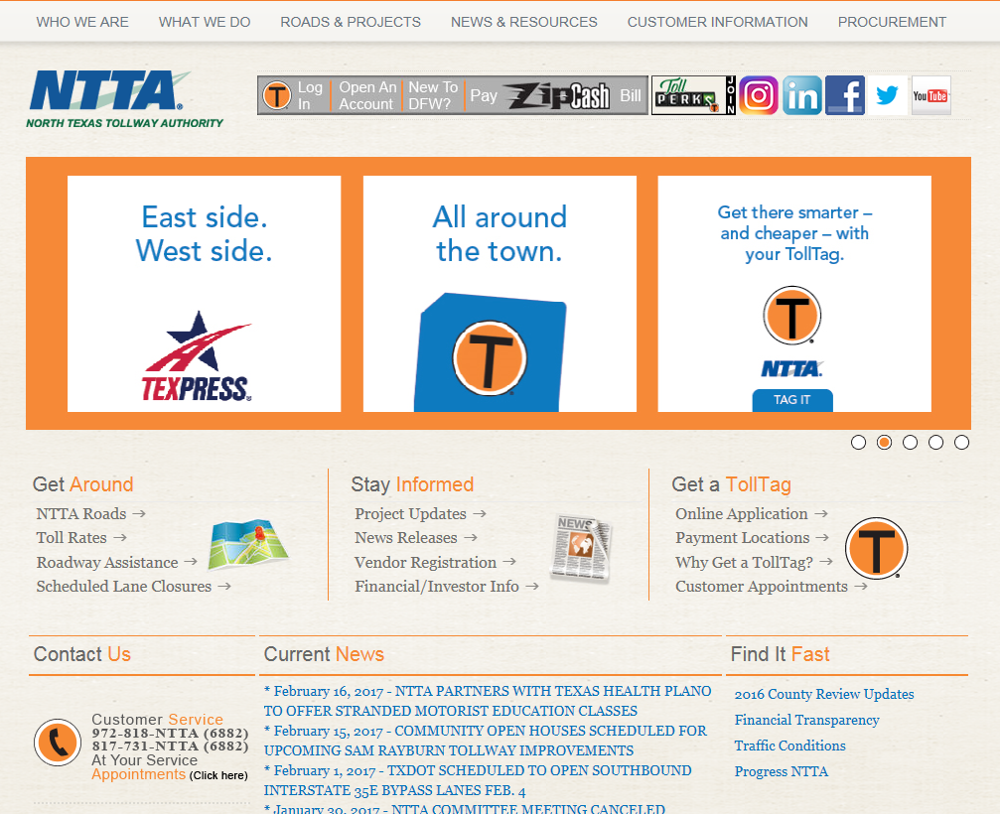 WHO WE ARE WHAT WE DO ROADS & PROJECTS NEWS & RESOURCES CUSTOMER INFORMATION PROCUREMENT
NTTA
NORTH TEXAS TOLLWAY AUTHORITY
T Log In
Open An Account
New To DFW?
Pay ZipCash Bill
Toll PERKS T
JOIN
in
f
You Tube
East side.
West side.
TEXPRESS
All around
the town.
T
Get there smarter –
and cheaper – with
your TollTag.
T
NTTA
TAG IT
Get Around
NTTA Roads →
Toll Rates →
Roadway Assistance →
Scheduled Lane Closures →
Stay Informed
Project Updates →
News Releases →
Vendor Registration →
Financial/Investor Info →
NEWS
Get a TollTag
Online Application →
Payment Locations →
Why Get a TollTag? →
Customer Appointments →
T
Contact Us
Customer Service
972-818-NTTA (6882)
817-731-NTTA (6882)
At Your Service
Appointments (Click here)
Current News
* February 16, 2017 - NTTA PARTNERS WITH TEXAS HEALTH PLANO
TO OFFER STRANDED MOTORIST EDUCATION CLASSES
* February 15, 2017 - COMMUNITY OPEN HOUSES SCHEDULED FOR
UPCOMING SAM RAYBURN TOLLWAY IMPROVEMENTS
* February 1, 2017 - TXDOT SCHEDULED TO OPEN SOUTHBOUND
INTERSTATE 35E BYPASS LANES FEB. 4
* January 30, 2017 - NTTA COMMITTEE MEETING CANCELED
Find It Fast
2016 County Review Updates
Financial Transparency
Traffic Conditions
Progress NTTA